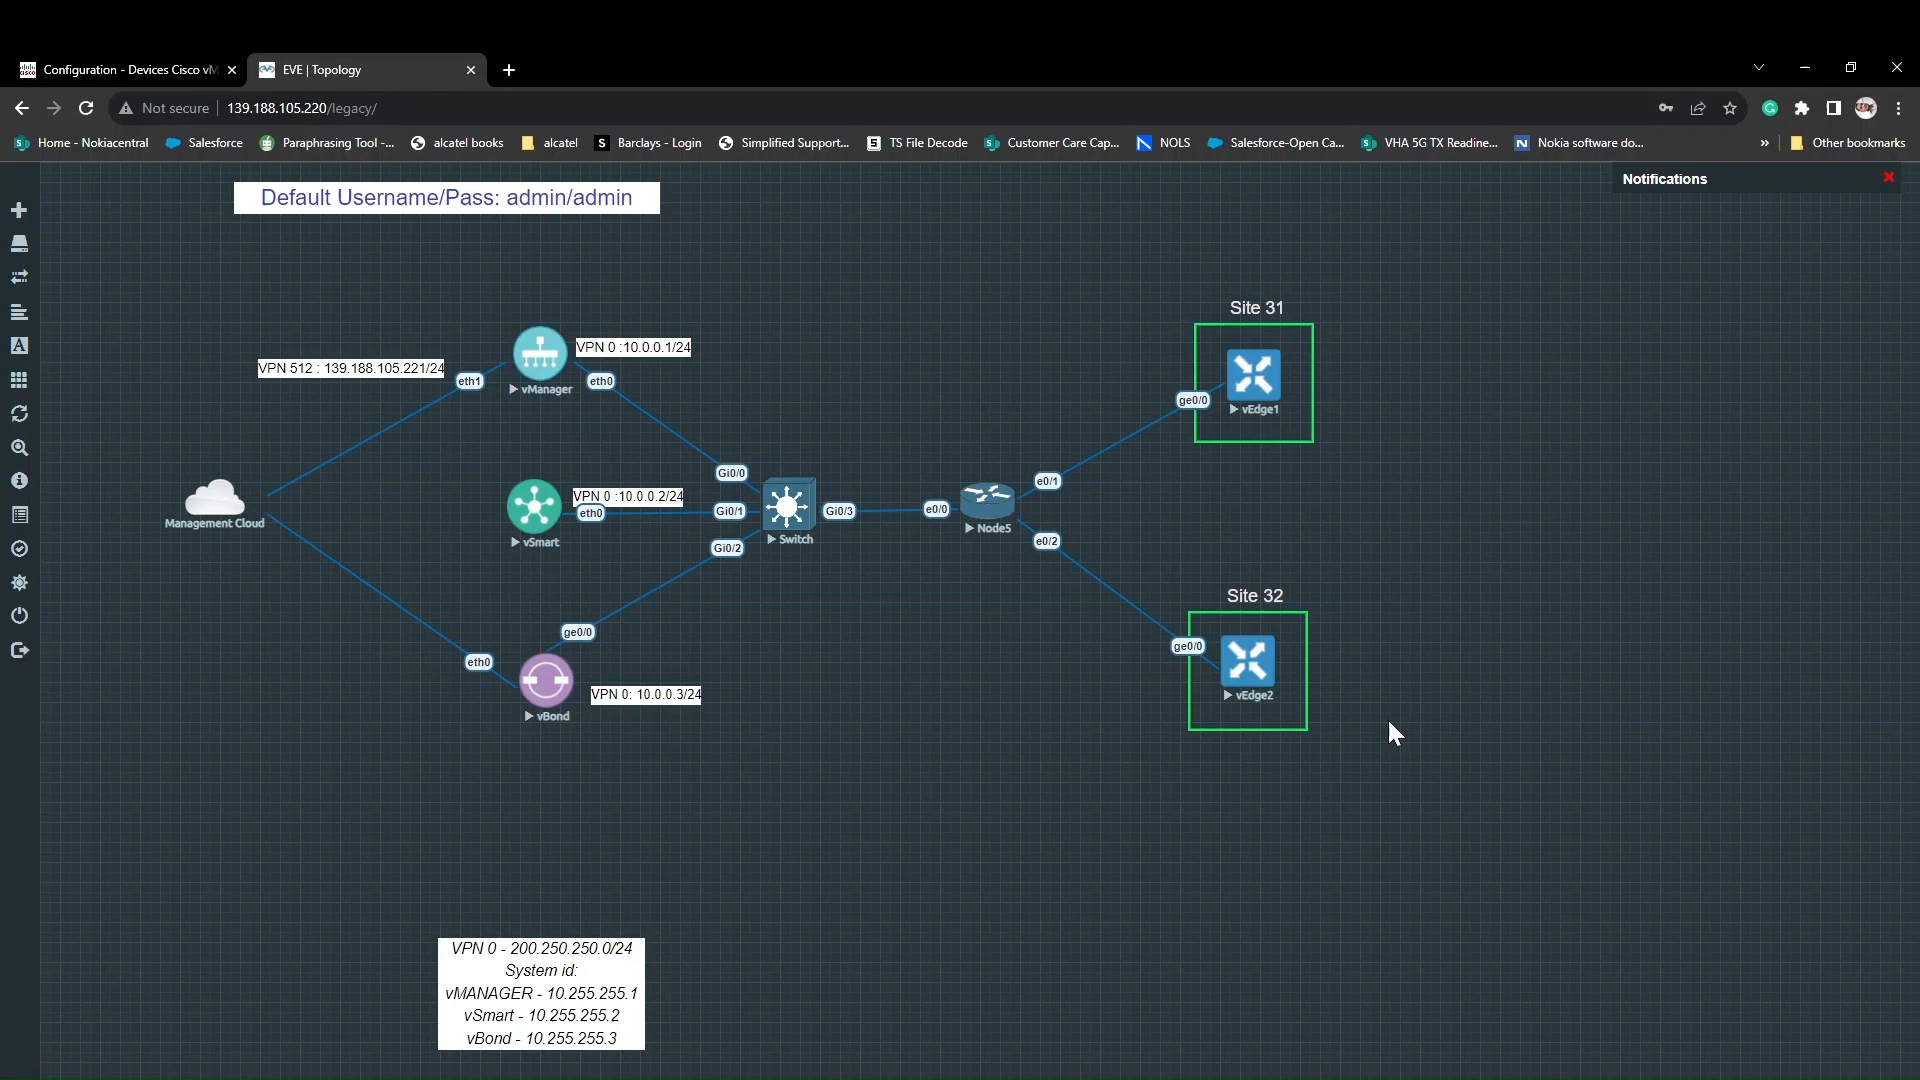 Configuration - Devices Cisco vM
EVE | Topology
Not secure
139.188.105.220/legacy/
Home - Nokiacentral
Salesforce
Paraphrasing Tool -...
alcatel books
alcatel
S
Barclays - Login
Simplified Support...
TS File Decode
Customer Care Cap...
NOLS
Salesforce-Open Ca...
VHA 5G TX Readine...
Nokia software do...
»
Other bookmarks
Default Username/Pass: admin/admin
Notifications
Site 31
VPN 0 :10.0.0.1/24
VPN 512 : 139.188.105.221/24
eth1
eth0
vManager
ge0/0
vEdge1
Gi0/0
e0/1
Management Cloud
VPN 0 :10.0.0.2/24
eth0
vSmart
Gi0/1
Gi0/3
e0/0
Switch
Node5
Gi0/2
e0/2
Site 32
ge0/0
ge0/0
eth0
vEdge2
VPN 0: 10.0.0.3/24
vBond
VPN 0 - 200.250.250.0/24
System id:
vMANAGER - 10.255.255.1
vSmart - 10.255.255.2
vBond - 10.255.255.3